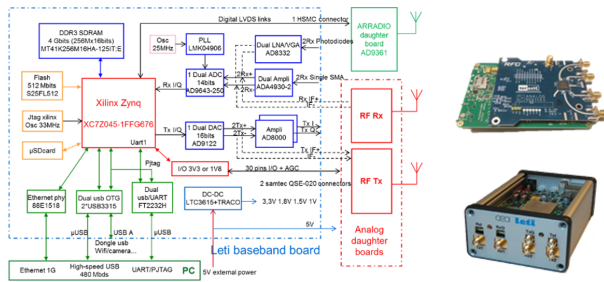 Digital LVDS links
1 HSMC connector
DDR3 SDRAM
4 Gbits (256Mx16bits)
MT41K256M16HA-125IT:E
Osc
25MHz
PLL
LMK04906
Dual LNA/VGA
AD8332
2Rx Photodiodes
ARRADIO
daughter
board
AD9361
Flash
512 Mbits
S25FL512
Xilinx Zynq
XC7Z045-1FFG676
Rx I/Q
1 Dual ADC
14bits
AD9643-250
2Rx+
2Rx-
Dual Ampli
ADA4930-2
2Rx Single SMA
Rx IF+
IF-
RF Rx
Jtag xilinx
Osc 33MHz
Tx I/Q
1 Dual DAC
16bits
AD9122
2Tx+
2Tx-
Ampli
AD8000
Tx I
Tx Q
Tx IF+
IF-
µSDcard
Uart1
Pjtag
I/O 3V3 or 1V8
30 pins I/O + AGC
RF Tx
2 samtec QSE-020 connectors
Ethernet phy
88E1518
Dual usb OTG
2*USB3315
Dual
usb/UART
FT2232H
DC-DC
LTC3615+TRACO
3,3V 1,8V 1,5V 1V
5V
Analog
daughter
boards
µUSB
USB A
µUSB
Dongle usb
Wifi/camera...
Leti baseband board
Ethernet 1G
High-speed USB
480 Mbds
UART/PJTAG
PC
5V external power
leti